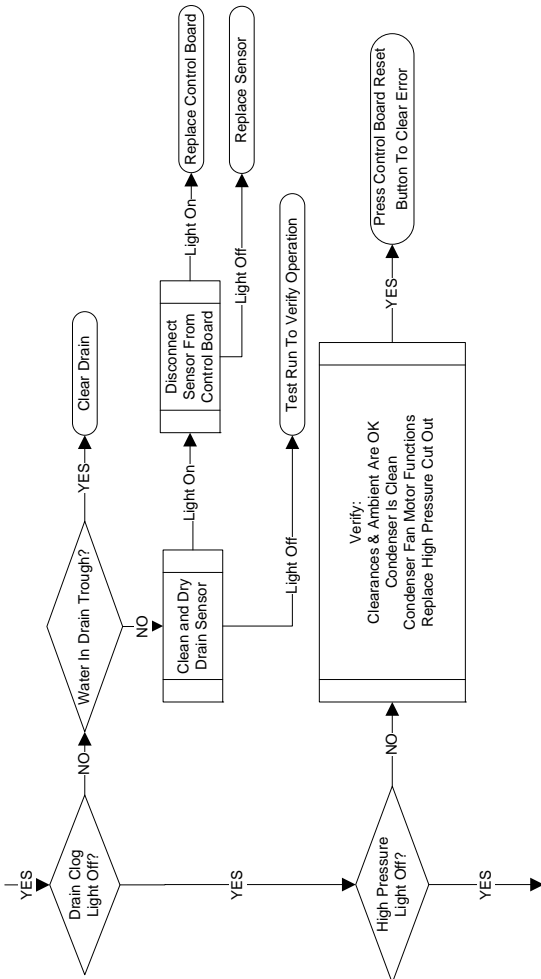 YES
Drain Clog
Light Off?
NO
Water In Drain Trough?
YES
Clear Drain
NO
Clean and Dry
Drain Sensor
Light On
Disconnect
Sensor From
Control Board
Light On
Replace Control Board
Light Off
Replace Sensor
Light Off
Test Run To Verify Operation
YES
High Pressure
Light Off?
NO
Verify:
Clearances & Ambient Are OK
Condenser Is Clean
Condenser Fan Motor Functions
Replace High Pressure Cut Out
YES
Press Control Board Reset
Button To Clear Error
YES